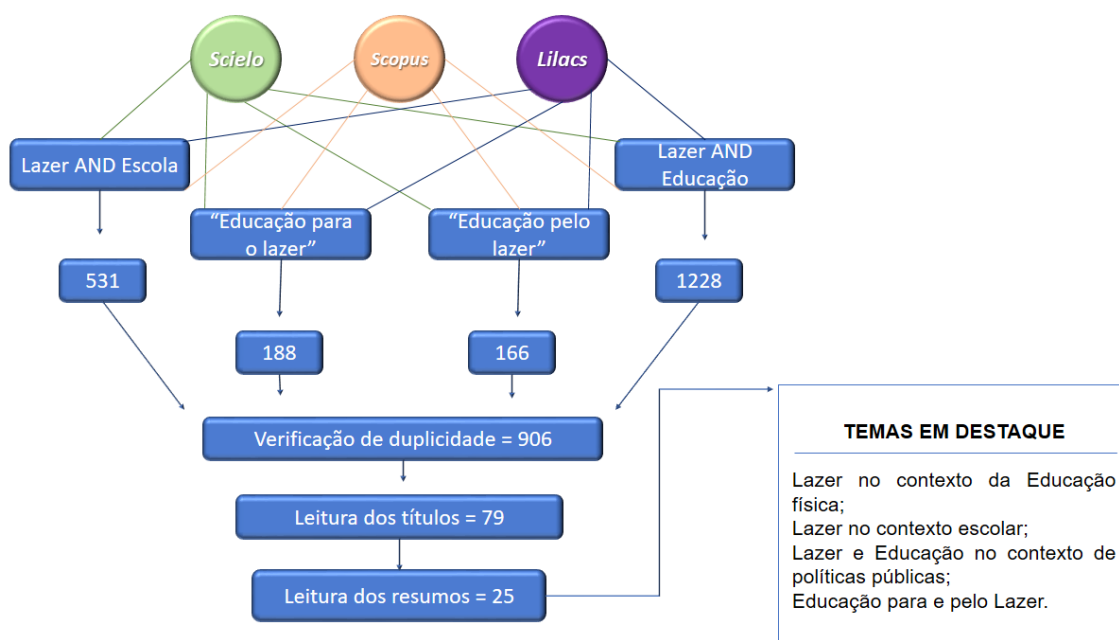 Scielo
Scopus
Lilacs
Lazer AND Escola
Lazer AND
Educação
“Educação para
o lazer”
“Educação pelo
lazer”
531
1228
188
166
Verificação de duplicidade = 906
Leitura dos títulos = 79
Leitura dos resumos = 25
TEMAS EM DESTAQUE
Lazer no contexto da Educação
física;
Lazer no contexto escolar;
Lazer e Educação no contexto de
políticas públicas;
Educação para e pelo Lazer.